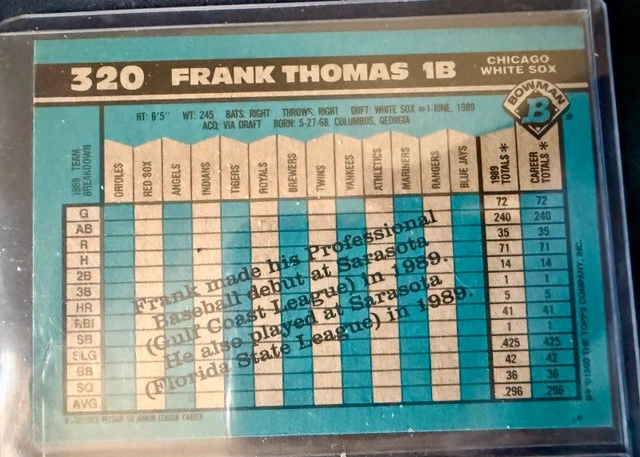 320 FRANK THOMAS 1B
CHICAGO
WHITE SOX
BOWMAN
B
HT: 6'5" WT: 245 BATS: RIGHT THROWS: RIGHT DRFT: WHITE SOX #1-JUNE, 1989
ACQ: VIA DRAFT BORN: 5-27-68, COLUMBUS, GEORGIA
1989 TEAM
BREAKDOWN
ORIOLES
RED SOX
ANGELS
INDIANS
TIGERS
ROYALS
BREWERS
TWINS
YANKEES
ATHLETICS
MARINERS
RANGERS
BLUE JAYS
1989
TOTALS *
CAREER
TOTALS *
G 72 72
AB 240 240
R 35 35
H 71 71
2B 14 14
3B 1 1
HR 5 5
RBI 41 41
SB 1 1
SLG .425 .425
BB 42 42
SO 36 36
AVG .296 .296
Frank made his Professional
Baseball debut at Sarasota
(Gulf Coast League) in 1989.
He also played at Sarasota
(Florida State League) in 1989.
THE TOPPS COMPANY, INC.